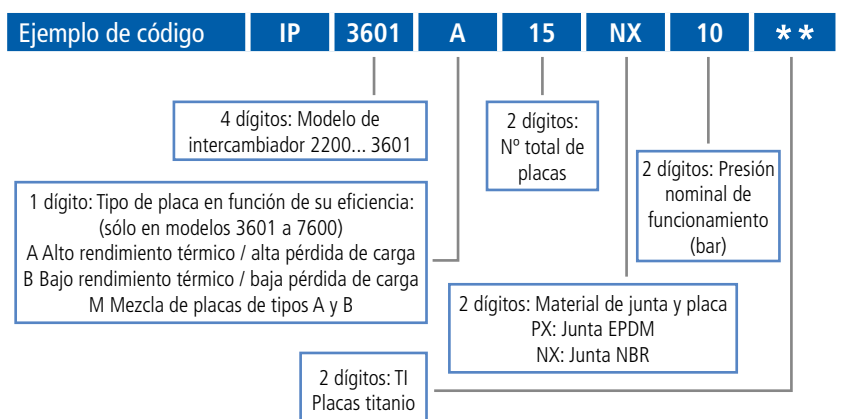 Ejemplo de código IP 3601 A 15 NX 10 **
4 dígitos: Modelo de
intercambiador 2200... 3601
2 dígitos:
Nº total de
placas
2 dígitos: Presión
nominal de
funcionamiento
(bar)
1 dígito: Tipo de placa en función de su eficiencia:
(sólo en modelos 3601 a 7600)
A Alto rendimiento térmico / alta pérdida de carga
B Bajo rendimiento térmico / baja pérdida de carga
M Mezcla de placas de tipos A y B
2 dígitos: Material de junta y placa
PX: Junta EPDM
NX: Junta NBR
2 dígitos: TI
Placas titanio